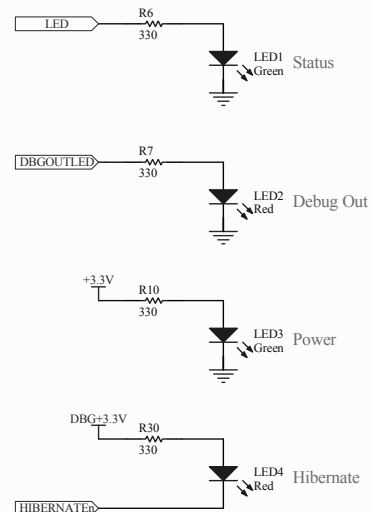 LED
R6
330
LED1
Green
Status
DBGOUTLED
R7
330
LED2
Red
Debug Out
+3.3V
R10
330
LED3
Green
Power
DBG+3.3V
R30
330
LED4
Red
Hibernate
HIBERNATEn